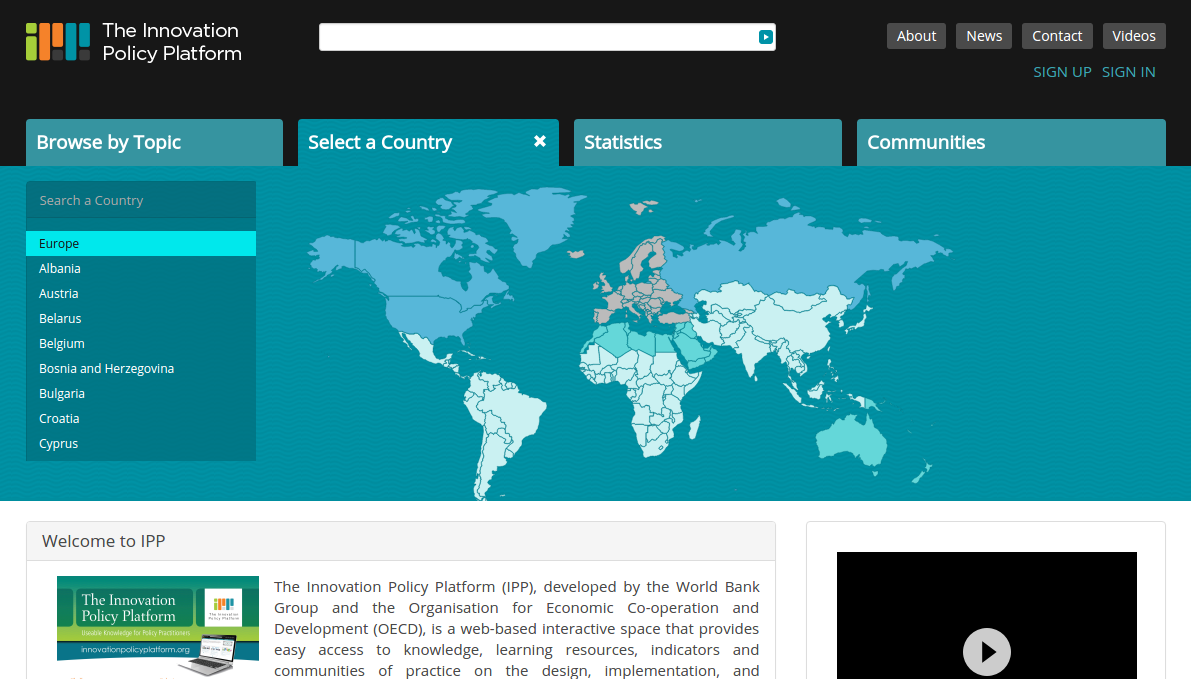 The Innovation
Policy Platform
About
News
Contact
Videos
SIGN UP
SIGN IN
Browse by Topic
Select a Country
Statistics
Communities
Search a Country
Europe
Albania
Austria
Belarus
Belgium
Bosnia and Herzegovina
Bulgaria
Croatia
Cyprus
Welcome to IPP
The Innovation
Policy Platform
Useable Knowledge for Policy Practitioners
innovationpolicyplatform.org
The Innovation Policy Platform (IPP), developed by the World Bank
Group and the Organisation for Economic Co-operation and
Development (OECD), is a web-based interactive space that provides
easy access to knowledge, learning resources, indicators and
communities of practice on the design, implementation, and